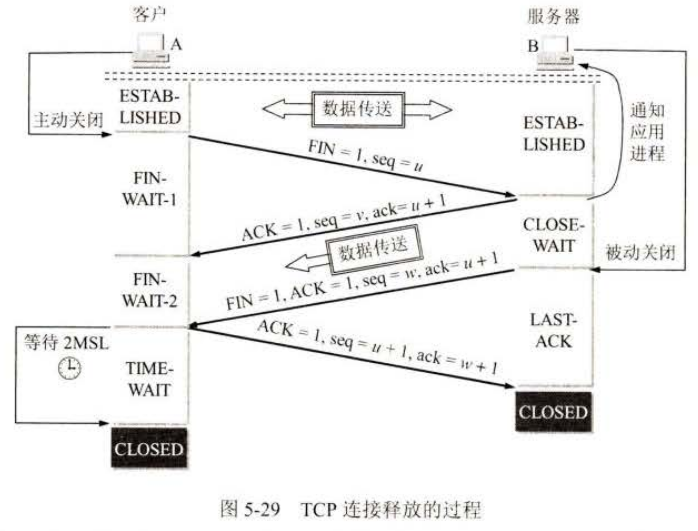 客户
服务器
A
B
ESTAB-
LISHED
数据传送
主动关闭
ESTAB-
LISHED
通知
应用
进程
FIN = 1, seq = u
FIN-
WAIT-1
ACK = 1, seq = v, ack= u + 1
CLOSE-
WAIT
数据传送
被动关闭
FIN-
WAIT-2
FIN = 1, ACK = 1, seq = w, ack= u + 1
LAST-
ACK
ACK = 1, seq = u + 1, ack = w + 1
等待 2MSL
TIME-
WAIT
CLOSED
CLOSED
图 5-29 TCP 连接释放的过程